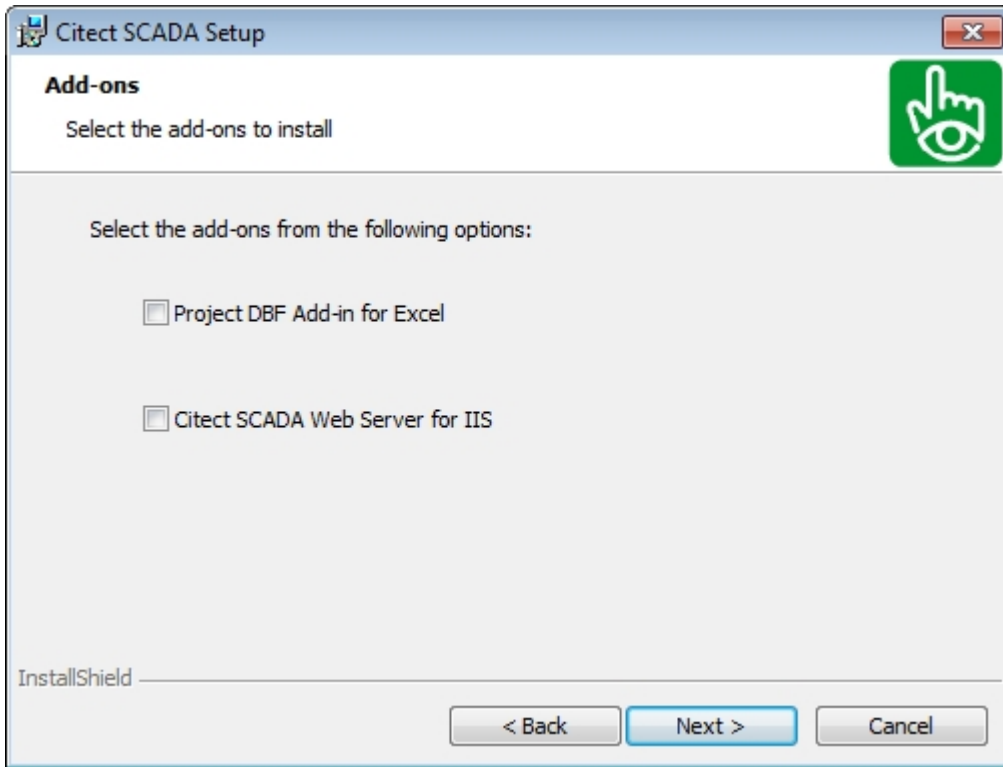 Citect SCADA Setup
Add-ons
Select the add-ons to install
Select the add-ons from the following options:
Project DBF Add-in for Excel
Citect SCADA Web Server for IIS
InstallShield
< Back
Next >
Cancel